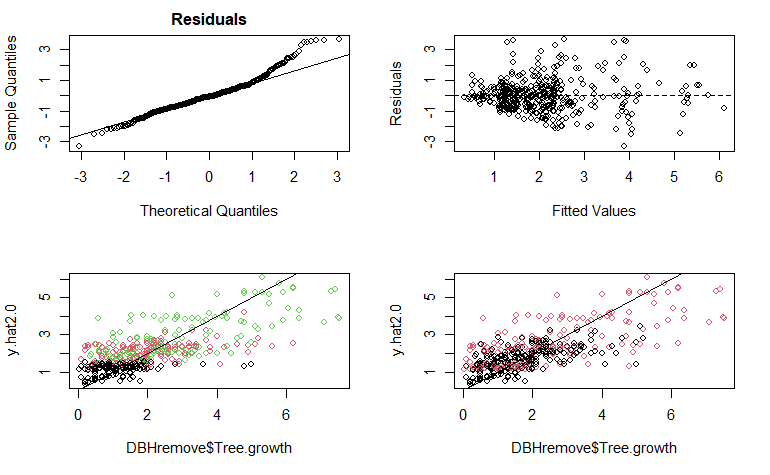 Residuals
Sample Quantiles
-3 -1 1 3
-3 -2 -1 0 1 2 3
Theoretical Quantiles
Residuals
-3 -1 1 3
1 2 3 4 5 6
Fitted Values
y.hat2.0
1 3 5
0 2 4 6
DBHremove$Tree.growth
y.hat2.0
1 3 5
0 2 4 6
DBHremove$Tree.growth